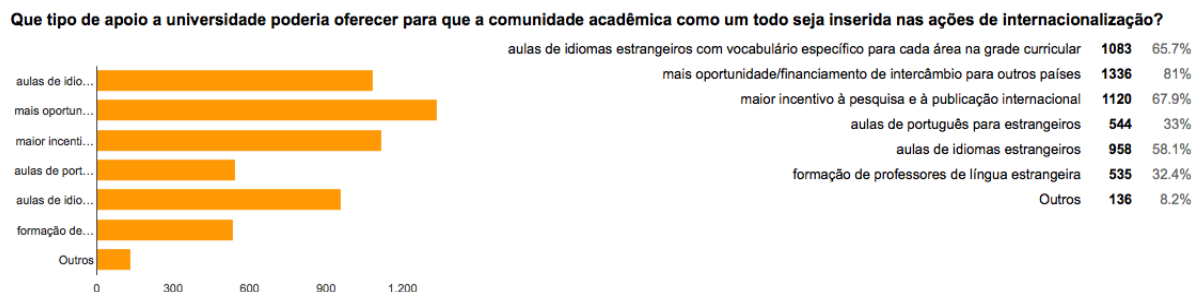 Que tipo de apoio a universidade poderia oferecer para que a comunidade acadêmica como um todo seja inserida nas ações de internacionalização?
aulas de idio...
mais oportun...
maior incenti...
aulas de port...
aulas de idio...
formação de...
Outros
0 300 600 900 1.200
aulas de idiomas estrangeiros com vocabulário específico para cada área na grade curricular 1083 65.7%
mais oportunidade/financiamento de intercâmbio para outros países 1336 81%
maior incentivo à pesquisa e à publicação internacional 1120 67.9%
aulas de português para estrangeiros 544 33%
aulas de idiomas estrangeiros 958 58.1%
formação de professores de língua estrangeira 535 32.4%
Outros 136 8.2%